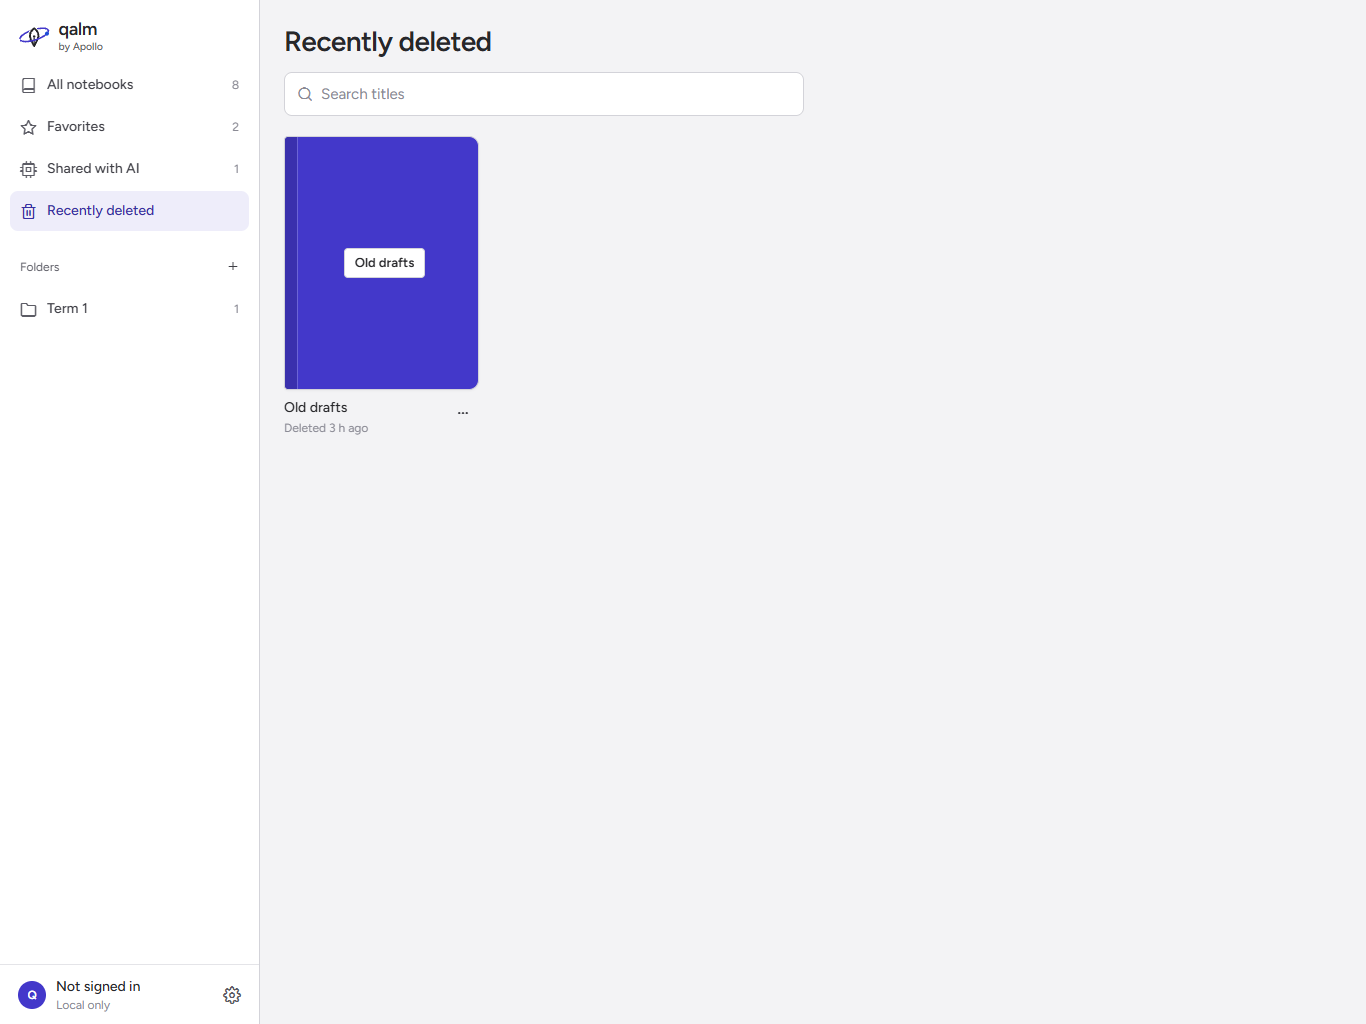 qalm
by Apollo
All notebooks 8
Favorites 2
Shared with AI 1
Recently deleted
Folders +
Term 1 1
Q
Not signed in
Local only
Recently deleted
Search titles
Old drafts
Old drafts ...
Deleted 3 h ago